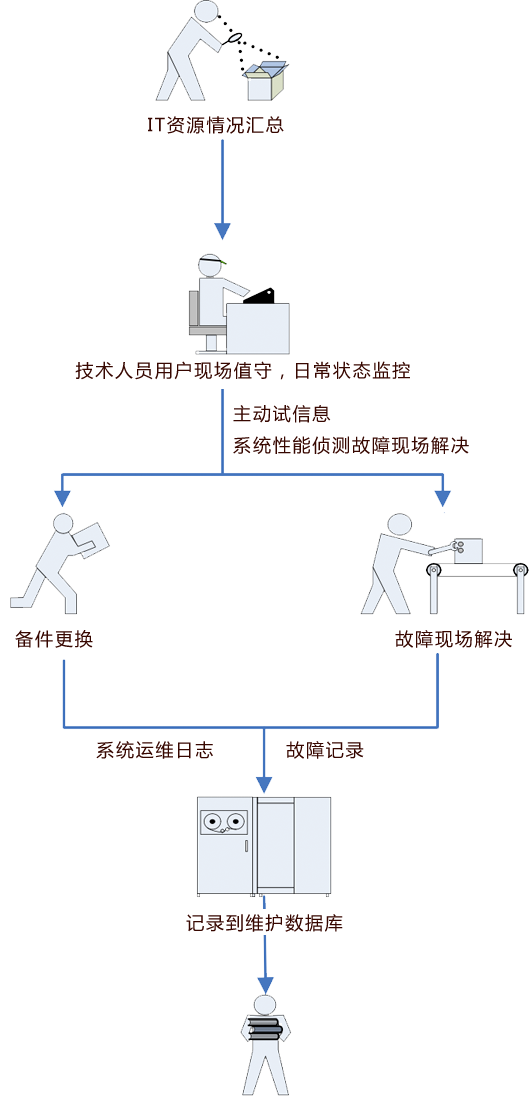 IT资源情况汇总
技术人员用户现场值守，日常状态监控
主动试信息
系统性能侦测故障现场解决
备件更换
故障现场解决
系统运维日志
故障记录
记录到维护数据库